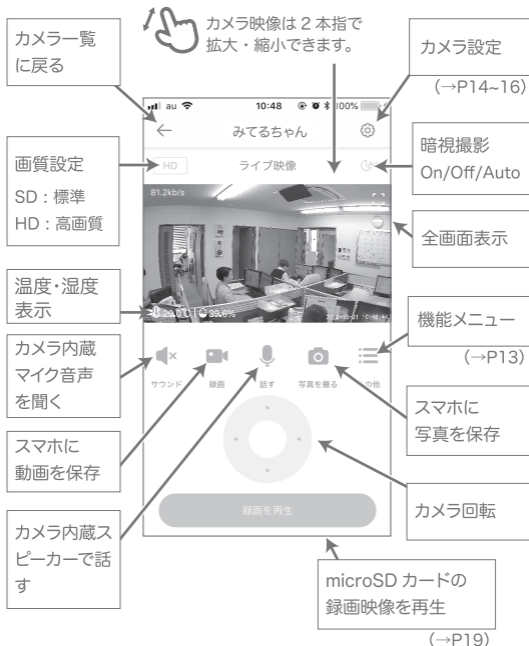 カメラ映像は2本指で
拡大・縮小できます。
カメラ一覧
に戻る
カメラ設定
(→P14~16)
au
10:48
100%
みてるちゃん
画質設定
SD：標準
HD：高画質
HD
ライブ映像
暗視撮影
On/Off/Auto
81.2kb/s
全画面表示
温度・湿度
表示
機能メニュー
(→P13)
カメラ内蔵
マイク音声
を聞く
サウンド
録画
話す
写真を撮る
の他
スマホに
動画を保存
スマホに
写真を保存
カメラ内蔵ス
ピーカーで話
す
カメラ回転
録画を再生
microSD カードの
録画映像を再生
(→P19)